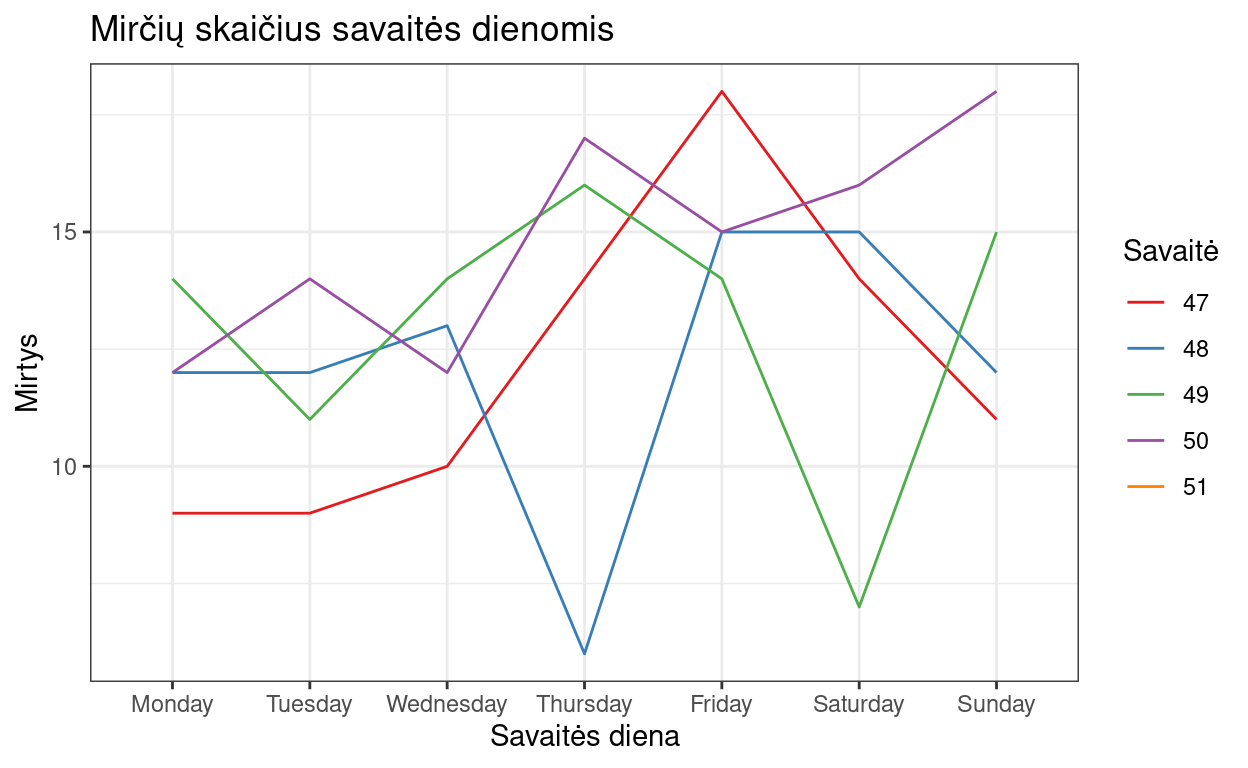 Mirčių skaičius savaitės dienomis
Mirtys
15
10
Monday Tuesday Wednesday Thursday Friday Saturday Sunday
Savaitės diena
Savaitė
47
48
49
50
51